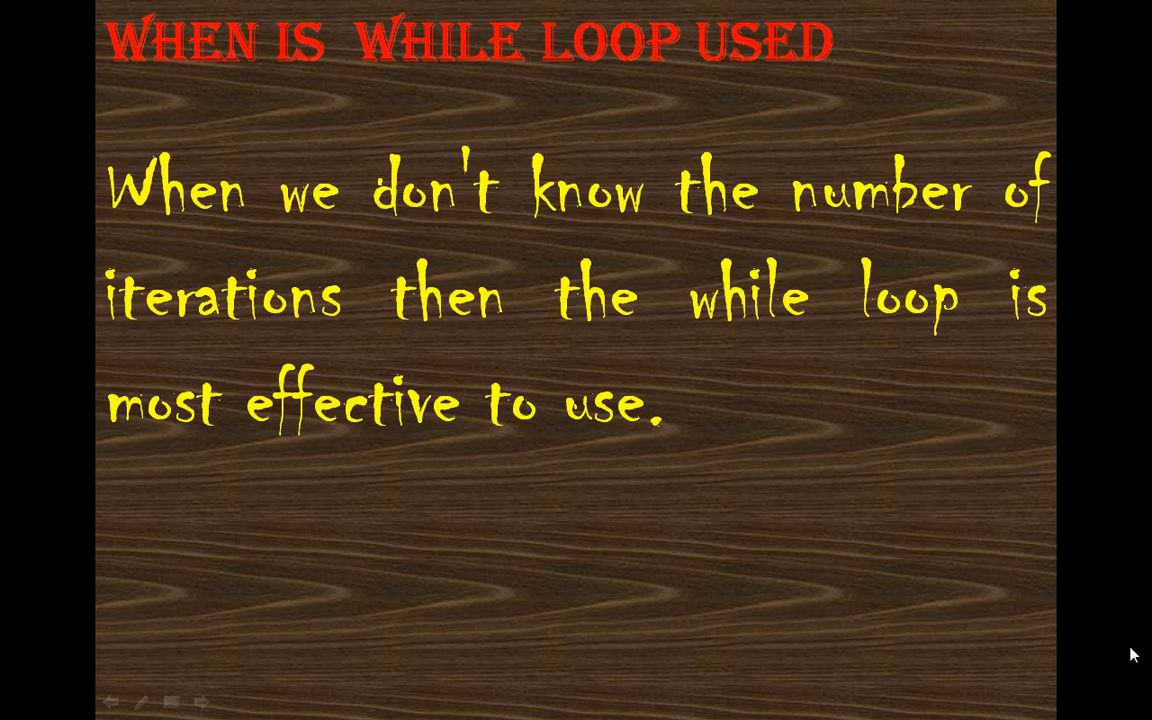 WHEN IS WHILE LOOP USED
When we don't know the number of
iterations then the while loop is
most effective to use.